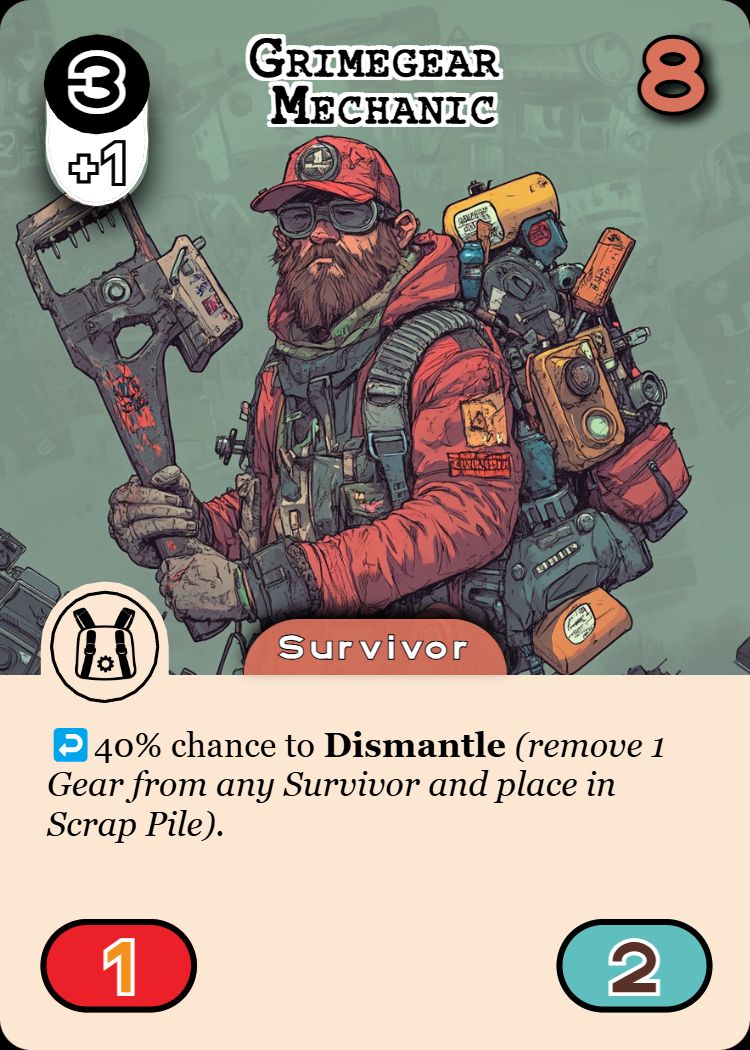 3
+1
Grimegear
Mechanic
8
Survivor
↩ 40% chance to Dismantle (remove 1
Gear from any Survivor and place in
Scrap Pile).
1
2